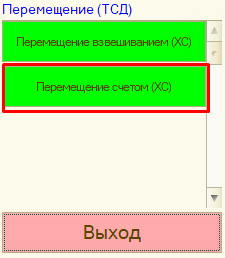 Перемещение (ТСД)
Перемещение взвешиванием (ХС)
Перемещение счетом (ХС)
Выход